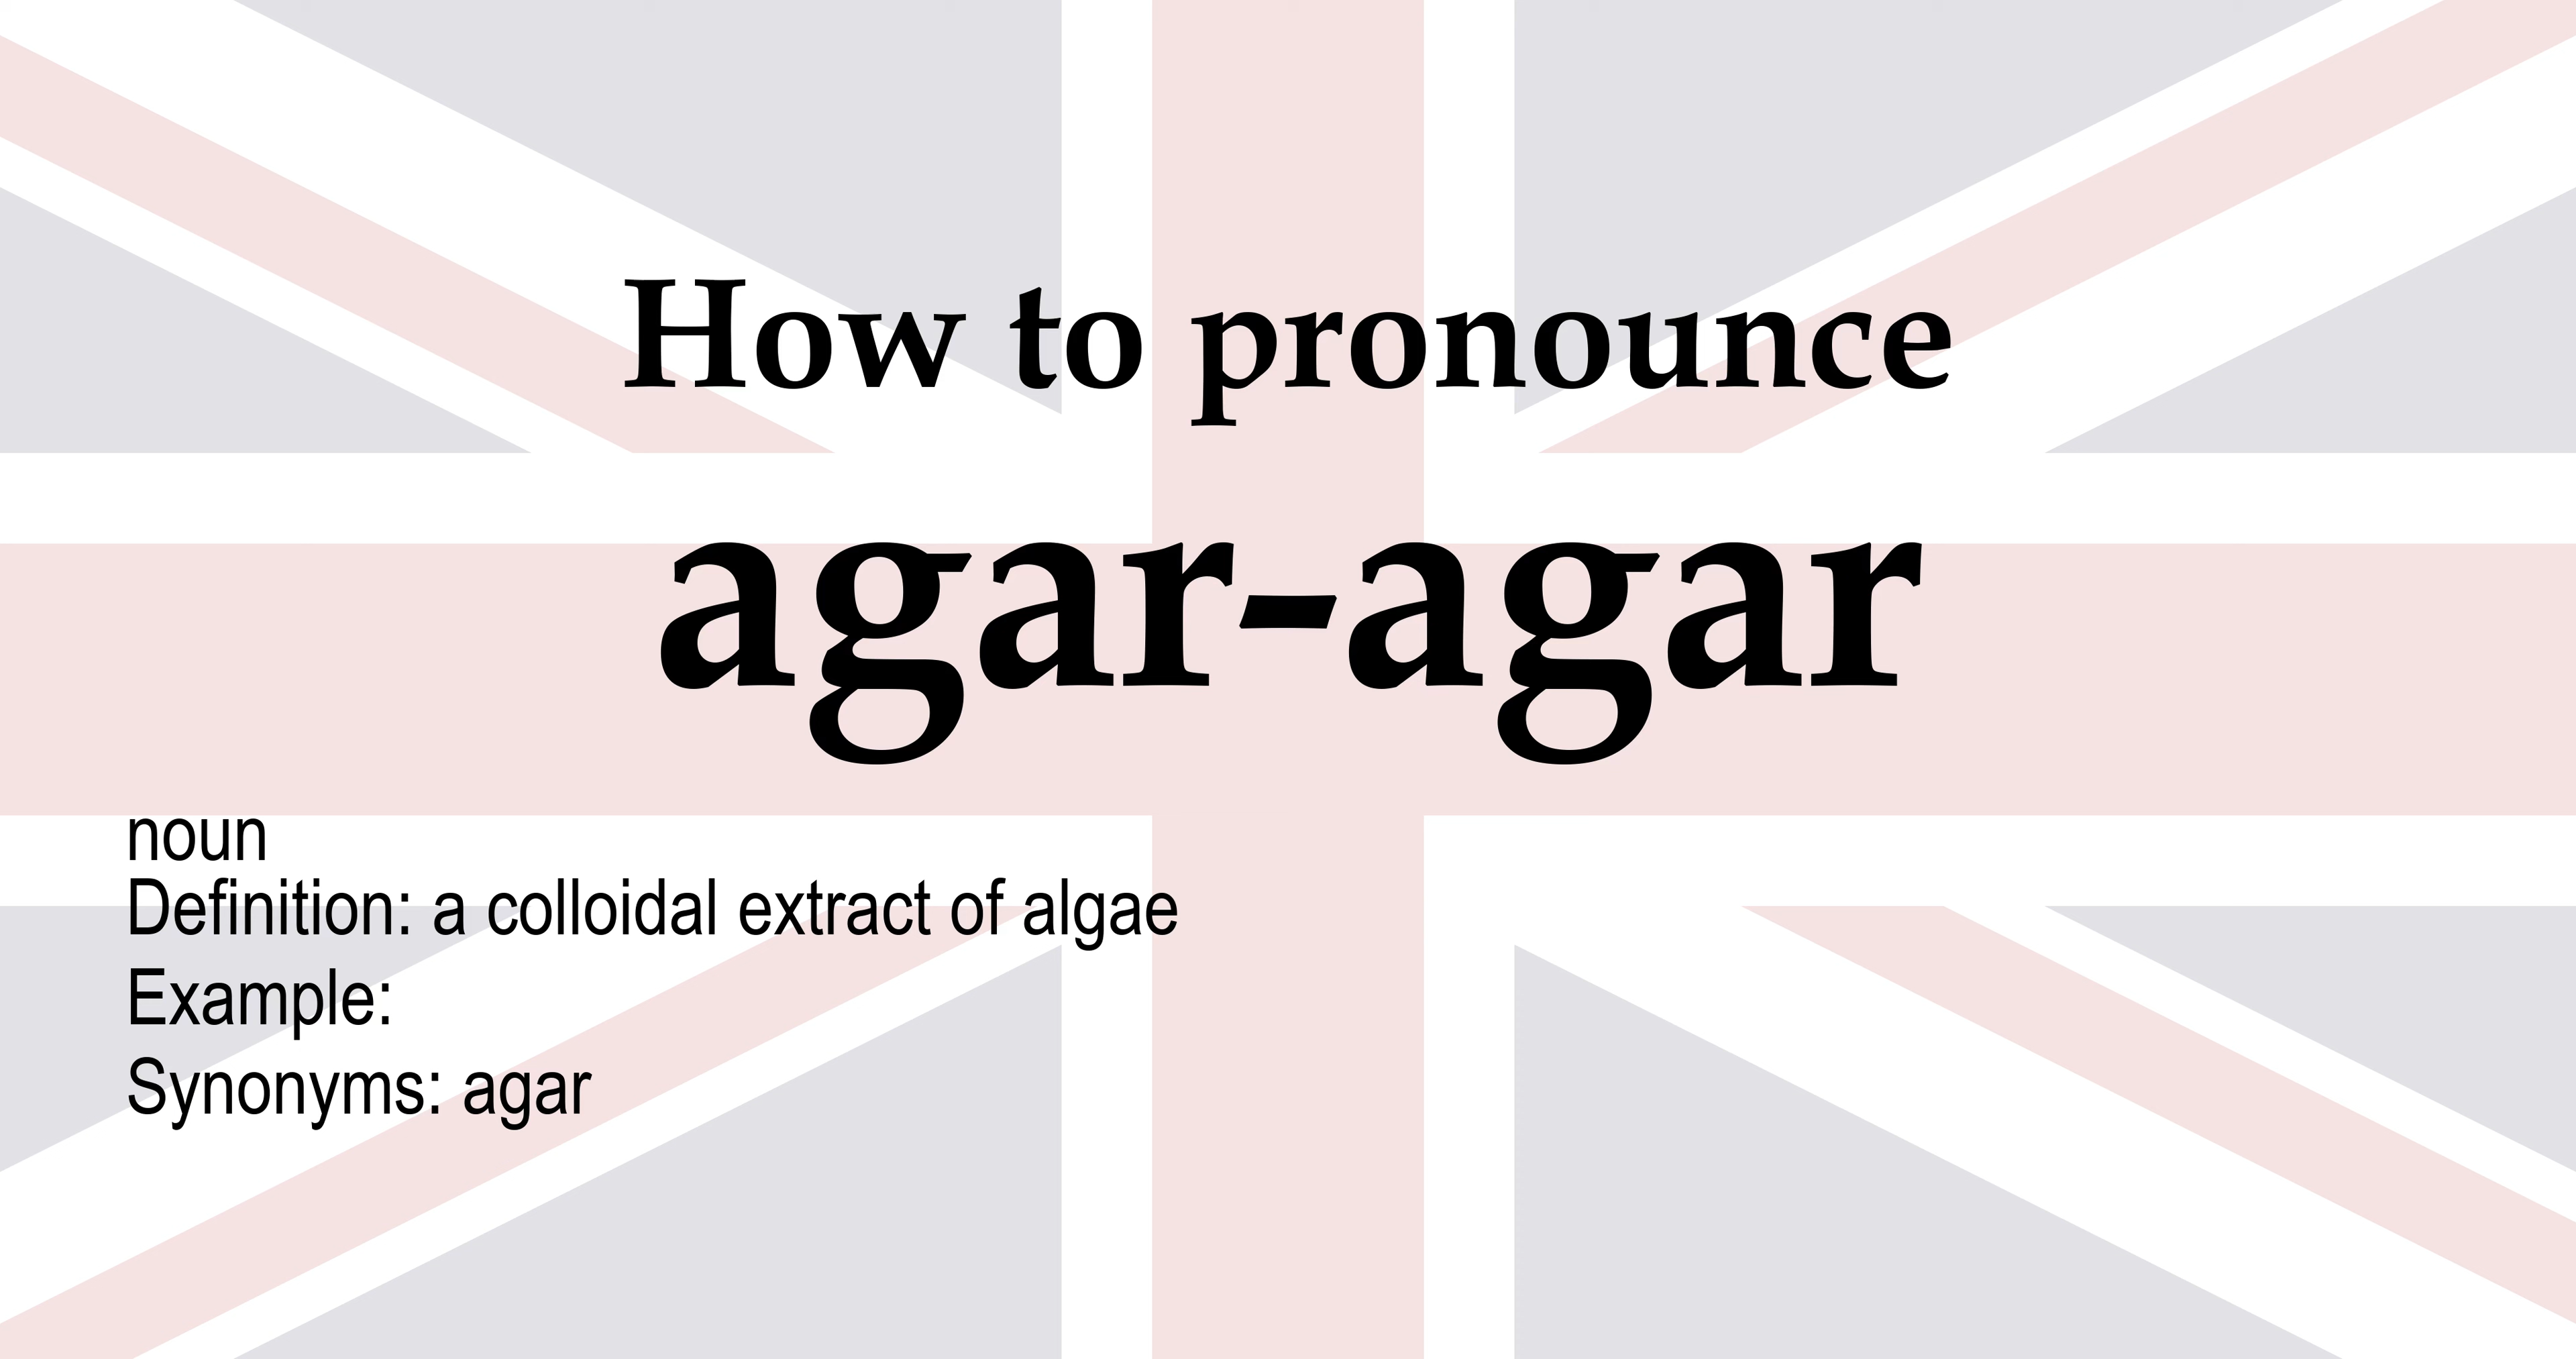 How to pronounce
agar-agar
noun
Definition: a colloidal extract of algae
Example:
Synonyms: agar